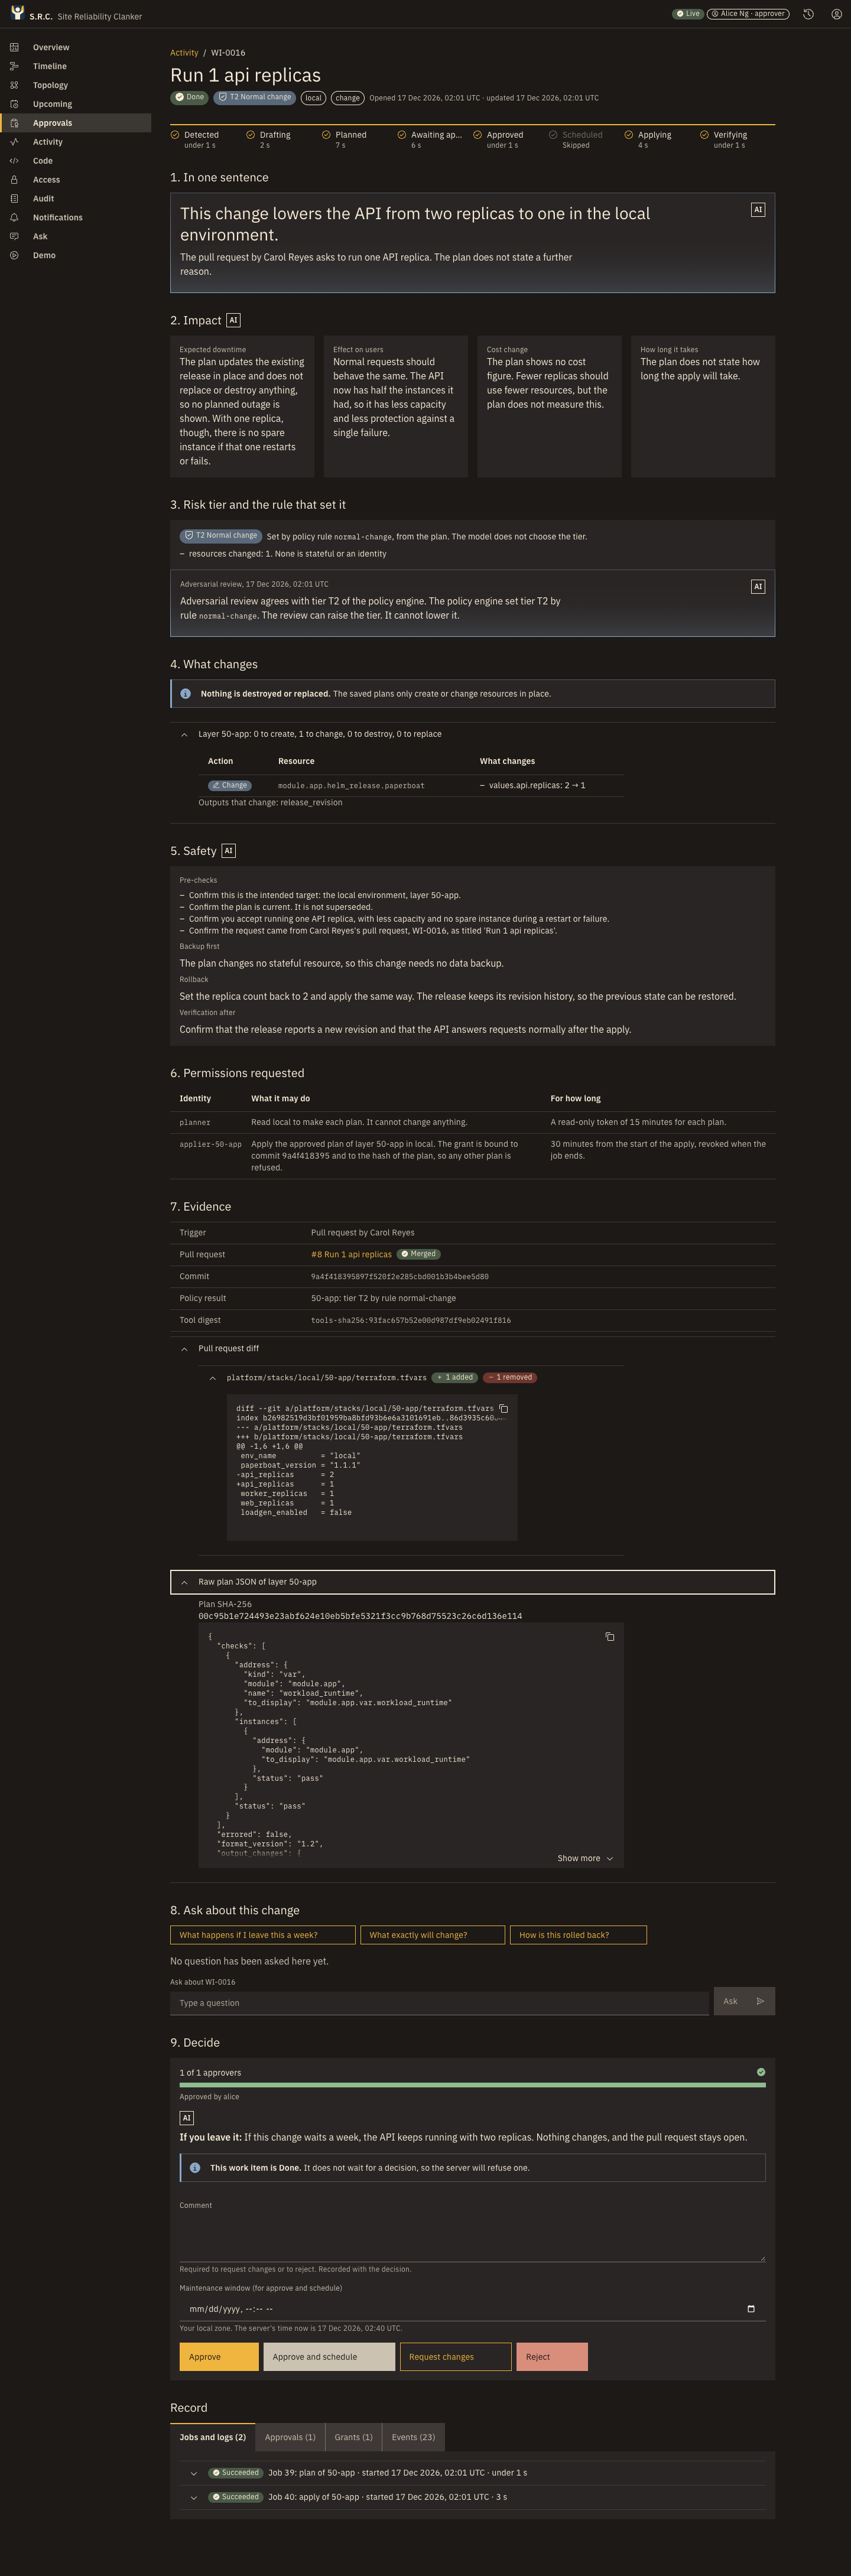 S.R.C. Site Reliability Clanker
Live
Alice Ng · approver
Overview
Timeline
Topology
Upcoming
Approvals
Activity
Code
Access
Audit
Notifications
Ask
Demo
Activity / WI-0016
Run 1 api replicas
Done
T2 Normal change
local
change
Opened 17 Dec 2026, 02:01 UTC · updated 17 Dec 2026, 02:01 UTC
Detected
under 1 s
Drafting
2 s
Planned
7 s
Awaiting ap...
6 s
Approved
under 1 s
Scheduled
Skipped
Applying
4 s
Verifying
under 1 s
1. In one sentence
This change lowers the API from two replicas to one in the local
environment.
AI
The pull request by Carol Reyes asks to run one API replica. The plan does not state a further
reason.
2. Impact AI
Expected downtime
The plan updates the existing
release in place and does not
replace or destroy anything,
so no planned outage is
shown. With one replica,
though, there is no spare
instance if that one restarts
or fails.
Effect on users
Normal requests should
behave the same. The API
now has half the instances it
had, so it has less capacity
and less protection against a
single failure.
Cost change
The plan shows no cost
figure. Fewer replicas should
use fewer resources, but the
plan does not measure this.
How long it takes
The plan does not state how
long the apply will take.
3. Risk tier and the rule that set it
T2 Normal change Set by policy rule normal-change, from the plan. The model does not choose the tier.
– resources changed: 1. None is stateful or an identity
Adversarial review, 17 Dec 2026, 02:01 UTC
AI
Adversarial review agrees with tier T2 of the policy engine. The policy engine set tier T2 by
rule normal-change. The review can raise the tier. It cannot lower it.
4. What changes
Nothing is destroyed or replaced. The saved plans only create or change resources in place.
Layer 50-app: 0 to create, 1 to change, 0 to destroy, 0 to replace
Action Resource What changes
Change module.app.helm_release.paperboat – values.api.replicas: 2 → 1
Outputs that change: release_revision
5. Safety AI
Pre-checks
– Confirm this is the intended target: the local environment, layer 50-app.
– Confirm the plan is current. It is not superseded.
– Confirm you accept running one API replica, with less capacity and no spare instance during a restart or failure.
– Confirm the request came from Carol Reyes's pull request, WI-0016, as titled 'Run 1 api replicas'.
Backup first
The plan changes no stateful resource, so this change needs no data backup.
Rollback
Set the replica count back to 2 and apply the same way. The release keeps its revision history, so the previous state can be restored.
Verification after
Confirm that the release reports a new revision and that the API answers requests normally after the apply.
6. Permissions requested
Identity What it may do For how long
planner Read local to make each plan. It cannot change anything. A read-only token of 15 minutes for each plan.
applier-50-app Apply the approved plan of layer 50-app in local. The grant is bound to
commit 9a4f418395 and to the hash of the plan, so any other plan is
refused.
30 minutes from the start of the apply, revoked when the
job ends.
7. Evidence
Trigger Pull request by Carol Reyes
Pull request #8 Run 1 api replicas Merged
Commit 9a4f418395897f520f2e285cbd001b3b4bee5d80
Policy result 50-app: tier T2 by rule normal-change
Tool digest tools-sha256:93fac657b52e00d987df9eb02491f816
Pull request diff
platform/stacks/local/50-app/terraform.tfvars + 1 added − 1 removed
diff --git a/platform/stacks/local/50-app/terraform.tfvars
index b26982519d3bf01959ba8bfd93b6e6a3101691eb..86d3935c60
--- a/platform/stacks/local/50-app/terraform.tfvars
+++ b/platform/stacks/local/50-app/terraform.tfvars
@@ -1,6 +1,6 @@
env_name = "local"
paperboat_version = "1.1.1"
-api_replicas = 2
+api_replicas = 1
worker_replicas = 1
web_replicas = 1
loadgen_enabled = false
Raw plan JSON of layer 50-app
Plan SHA-256
00c95b1e724493e23abf624e10eb5bfe5321f3cc9b768d75523c26c6d136e114
{
"checks": [
{
"address": {
"kind": "var",
"module": "module.app",
"name": "workload_runtime",
"to_display": "module.app.var.workload_runtime"
},
"instances": [
{
"address": {
"module": "module.app",
"to_display": "module.app.var.workload_runtime"
},
"status": "pass"
}
],
"status": "pass"
}
],
"errored": false,
"format_version": "1.2",
"output_changes": {
Show more
8. Ask about this change
What happens if I leave this a week?
What exactly will change?
How is this rolled back?
No question has been asked here yet.
Ask about WI-0016
Type a question
Ask
9. Decide
1 of 1 approvers
Approved by alice
AI
If you leave it: If this change waits a week, the API keeps running with two replicas. Nothing changes, and the pull request stays open.
This work item is Done. It does not wait for a decision, so the server will refuse one.
Comment
Required to request changes or to reject. Recorded with the decision.
Maintenance window (for approve and schedule)
mm/dd/yyyy, --:-- --
Your local zone. The server's time now is 17 Dec 2026, 02:40 UTC.
Approve
Approve and schedule
Request changes
Reject
Record
Jobs and logs (2)
Approvals (1)
Grants (1)
Events (23)
Succeeded Job 39: plan of 50-app · started 17 Dec 2026, 02:01 UTC · under 1 s
Succeeded Job 40: apply of 50-app · started 17 Dec 2026, 02:01 UTC · 3 s